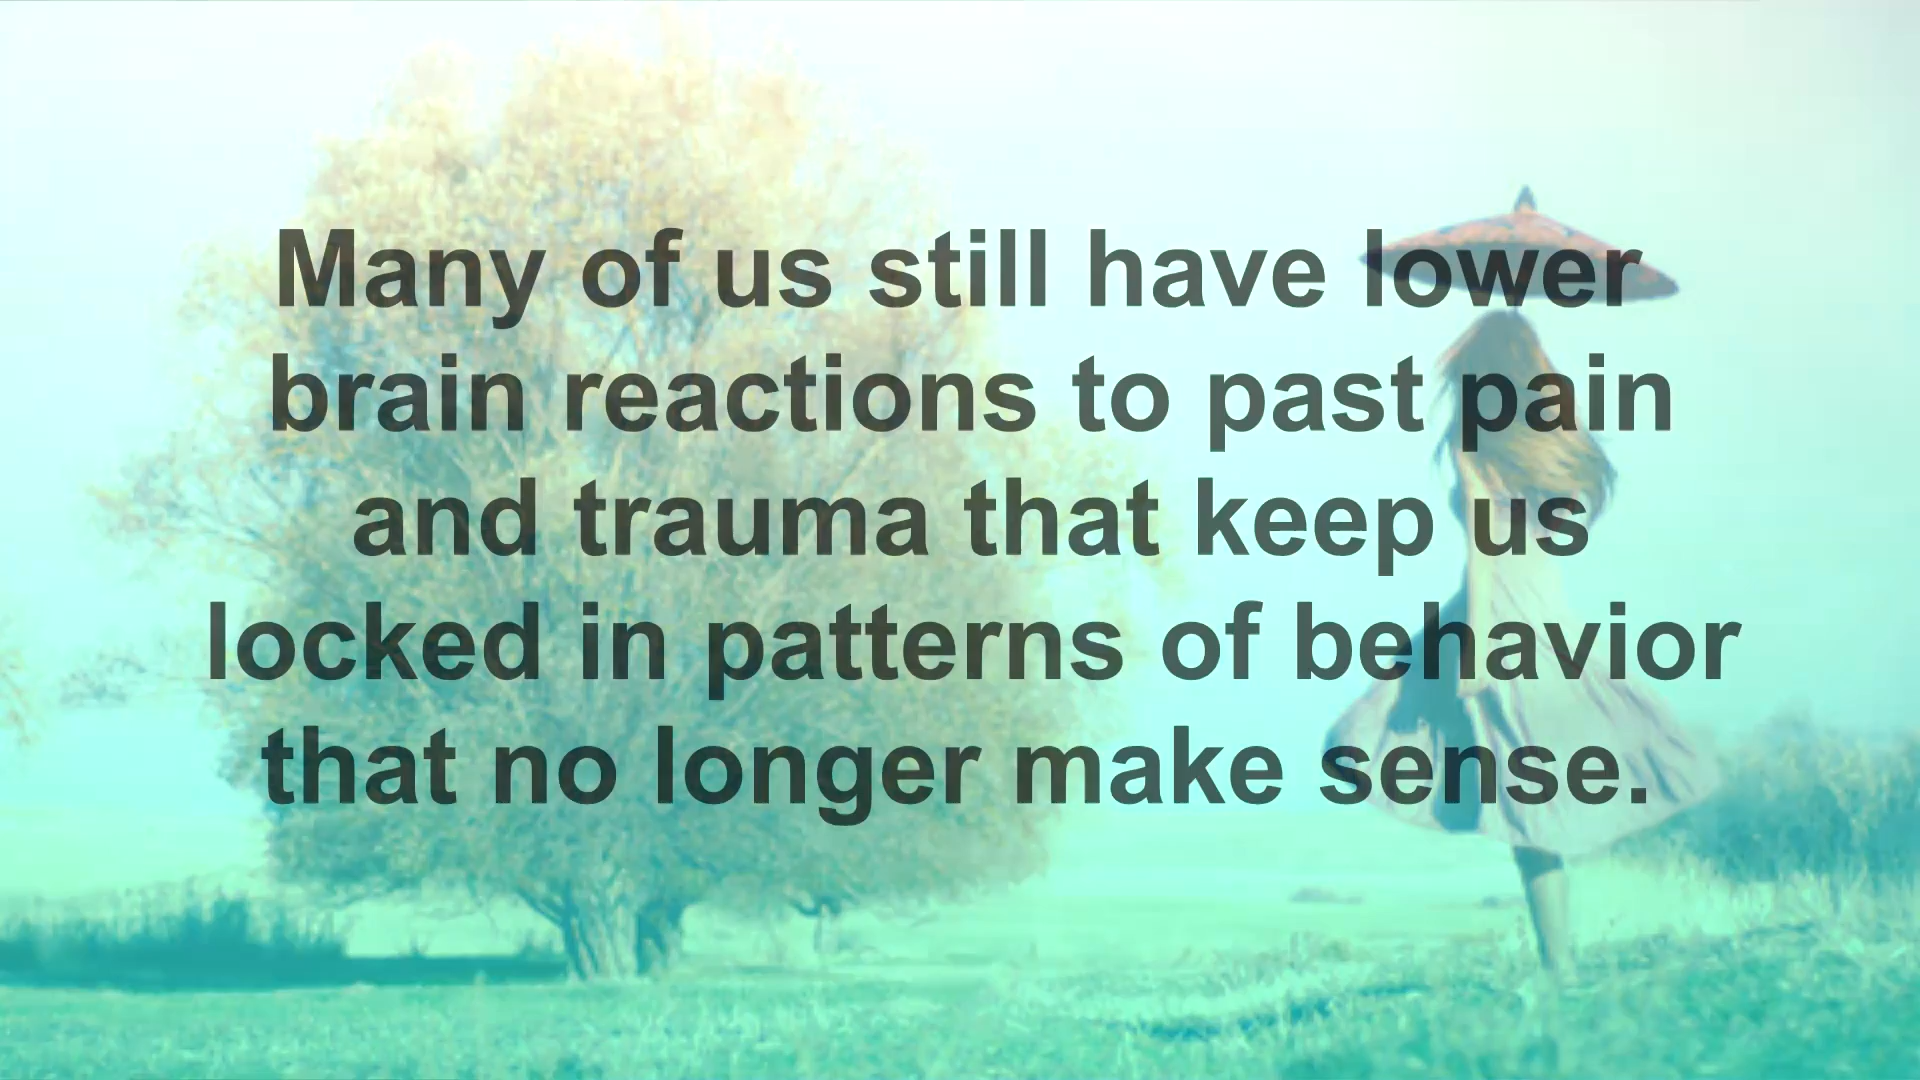 Many of us still have lower
brain reactions to past pain
and trauma that keep us
locked in patterns of behavior
that no longer make sense.